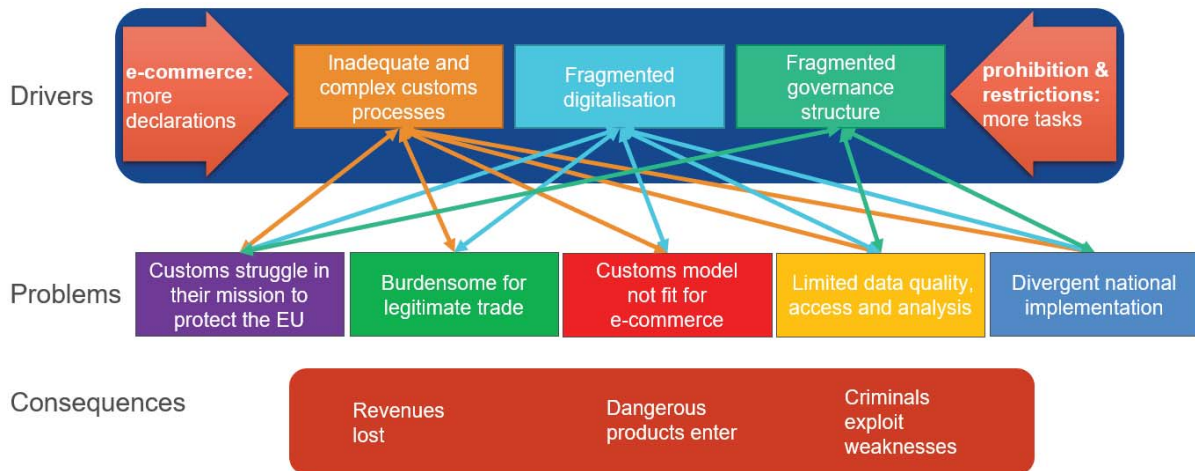 Drivers
e-commerce:
more
declarations
Inadequate and
complex customs
processes
Fragmented
digitalisation
Fragmented
governance
structure
prohibition &
restrictions:
more tasks
Problems
Customs struggle in
their mission to
protect the EU
Burdensome for
legitimate trade
Customs model
not fit for
e-commerce
Limited data quality,
access and analysis
Divergent national
implementation
Consequences
Revenues
lost
Dangerous
products enter
Criminals
exploit
weaknesses